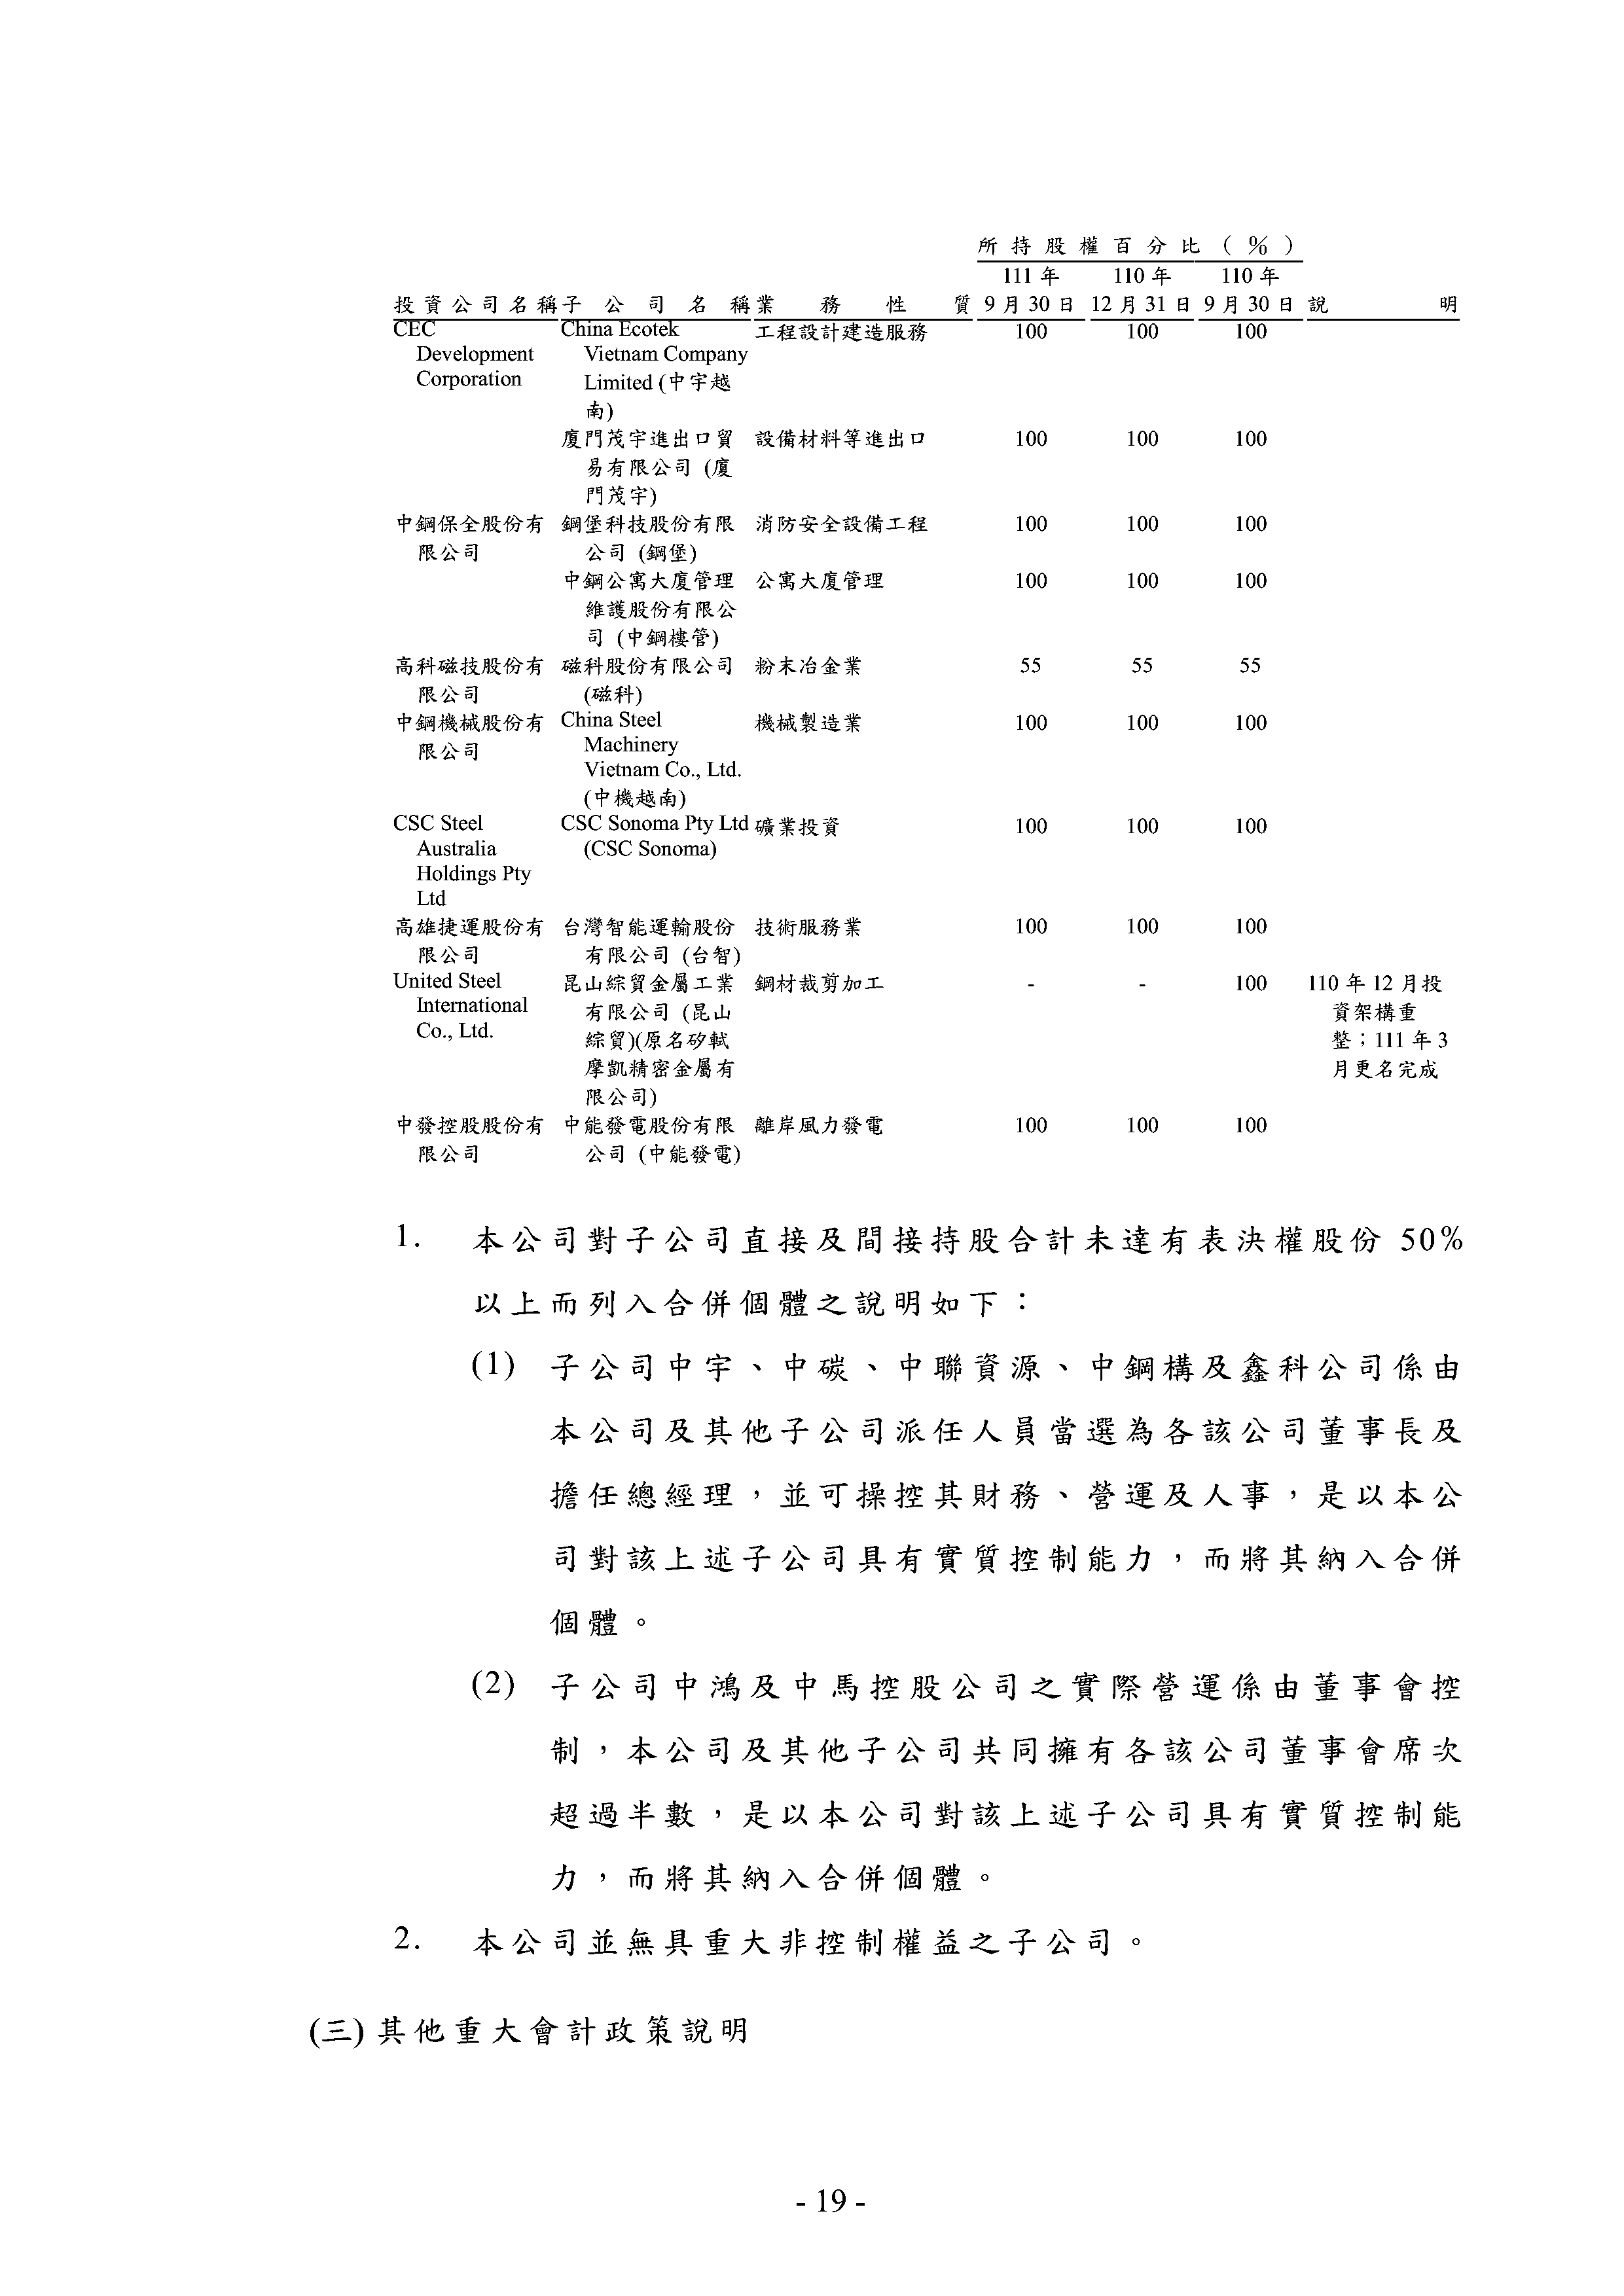 所持股權百分比（%）
111年 110年 110年
投資公司名稱 子公司名稱 業務性質 9月30日 12月31日 9月30日 說明
CEC China Ecotek 工程設計建造服務 100 100 100
Development Vietnam Company
Corporation Limited (中宇越
南)
廈門茂宇進出口貿 設備材料等進出口 100 100 100
易有限公司 (廈
門茂宇)
中鋼保全股份有 鋼堡科技股份有限 消防安全設備工程 100 100 100
限公司 公司 (鋼堡)
中鋼公寓大廈管理 公寓大廈管理 100 100 100
維護股份有限公
司 (中鋼樓管)
高科磁技股份有 磁科股份有限公司 粉末冶金業 55 55 55
限公司 (磁科)
中鋼機械股份有 China Steel 機械製造業 100 100 100
限公司 Machinery
Vietnam Co., Ltd.
(中機越南)
CSC Steel CSC Sonoma Pty Ltd 礦業投資 100 100 100
Australia (CSC Sonoma)
Holdings Pty
Ltd
高雄捷運股份有 台灣智能運輸股份 技術服務業 100 100 100
限公司 有限公司 (台智)
United Steel 昆山綜貿金屬工業 鋼材裁剪加工 - - 100 110年12月投
International 有限公司 (昆山 資架構重
Co., Ltd. 綜貿)(原名矽軾 整；111年3
摩凱精密金屬有 月更名完成
限公司)
中發控股股份有 中能發電股份有限 離岸風力發電 100 100 100
限公司 公司 (中能發電)
1. 本公司對子公司直接及間接持股合計未達有表決權股份 50%
以上而列入合併個體之說明如下：
(1) 子公司中宇、中碳、中聯資源、中鋼構及鑫科公司係由
本公司及其他子公司派任人員當選為各該公司董事長及
擔任總經理，並可操控其財務、營運及人事，是以本公
司對該上述子公司具有實質控制能力，而將其納入合併
個體。
(2) 子公司中鴻及中馬控股公司之實際營運係由董事會控
制，本公司及其他子公司共同擁有各該公司董事會席次
超過半數，是以本公司對該上述子公司具有實質控制能
力，而將其納入合併個體。
2. 本公司並無具重大非控制權益之子公司。
(三)其他重大會計政策說明
- 19 -